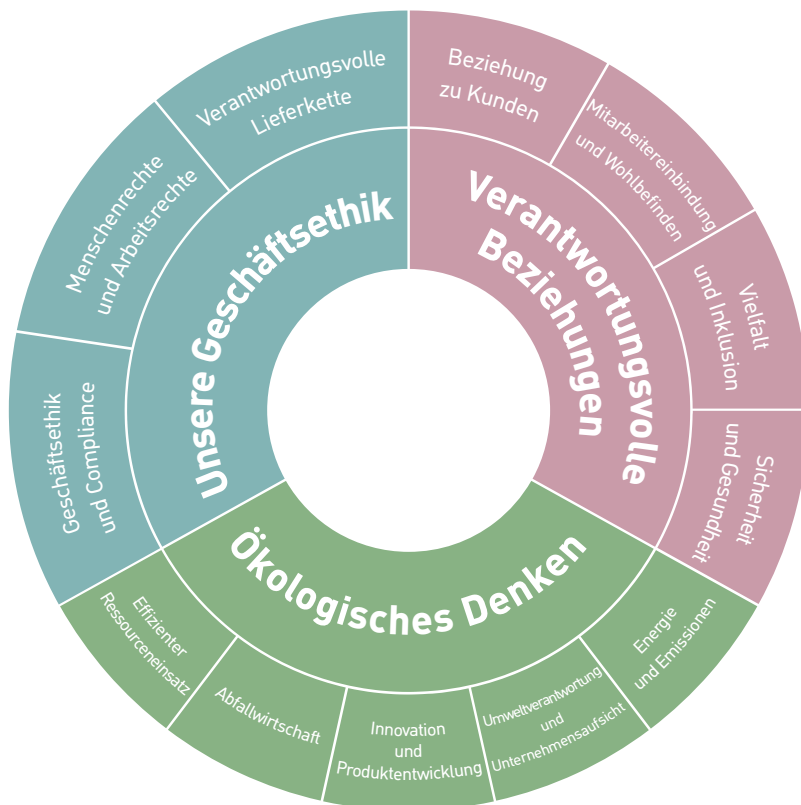 Verantwortungsvolle
Lieferkette
Beziehung
zu Kunden
Mitarbeitereinbindung
und Wohlbefinden
Menschenrechte
und Arbeitsrechte
Vielfalt
und Inklusion
Geschäftsethik
und Compliance
Sicherheit
und Gesundheit
Unsere Geschäftsethik
Verantwortungsvolle
Beziehungen
Ökologisches Denken
Effizienter
Ressourceneinsatz
Abfallwirtschaft
Innovation
und
Produktentwicklung
Umweltverantwortung
und
Unternehmensaufsicht
Energie
und Emissionen